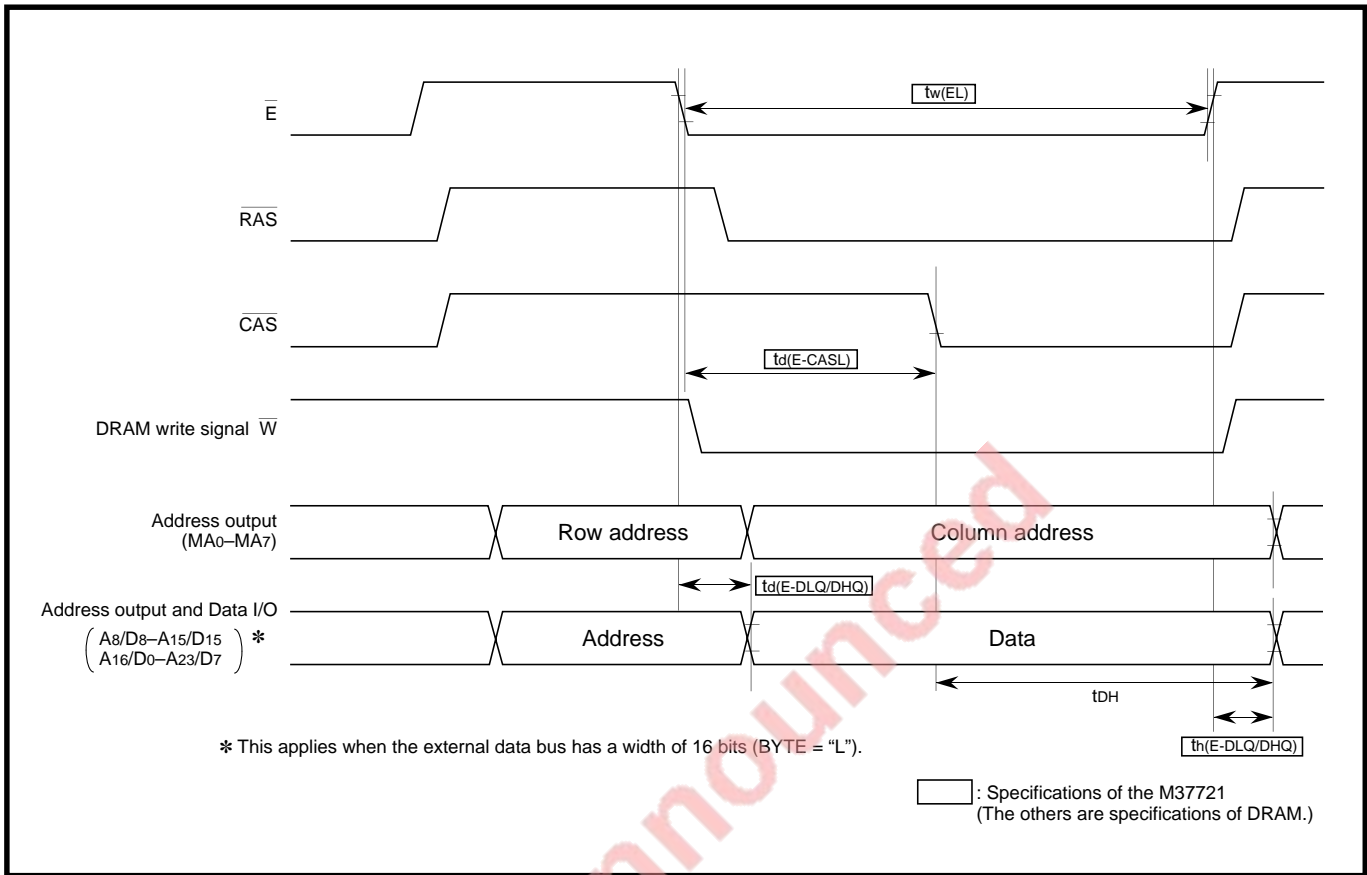 E
tw(EL)
RAS
CAS
td(E-CASL)
DRAM write signal W
Address output
(MA0–MA7)
Row address
Column address
td(E-DLQ/DHQ)
Address output and Data I/O
A8/D8–A15/D15
A16/D0–A23/D7
✻
Address
Data
tDH
th(E-DLQ/DHQ)
✻ This applies when the external data bus has a width of 16 bits (BYTE = “L”).
: Specifications of the M37721
(The others are specifications of DRAM.)
nnounced